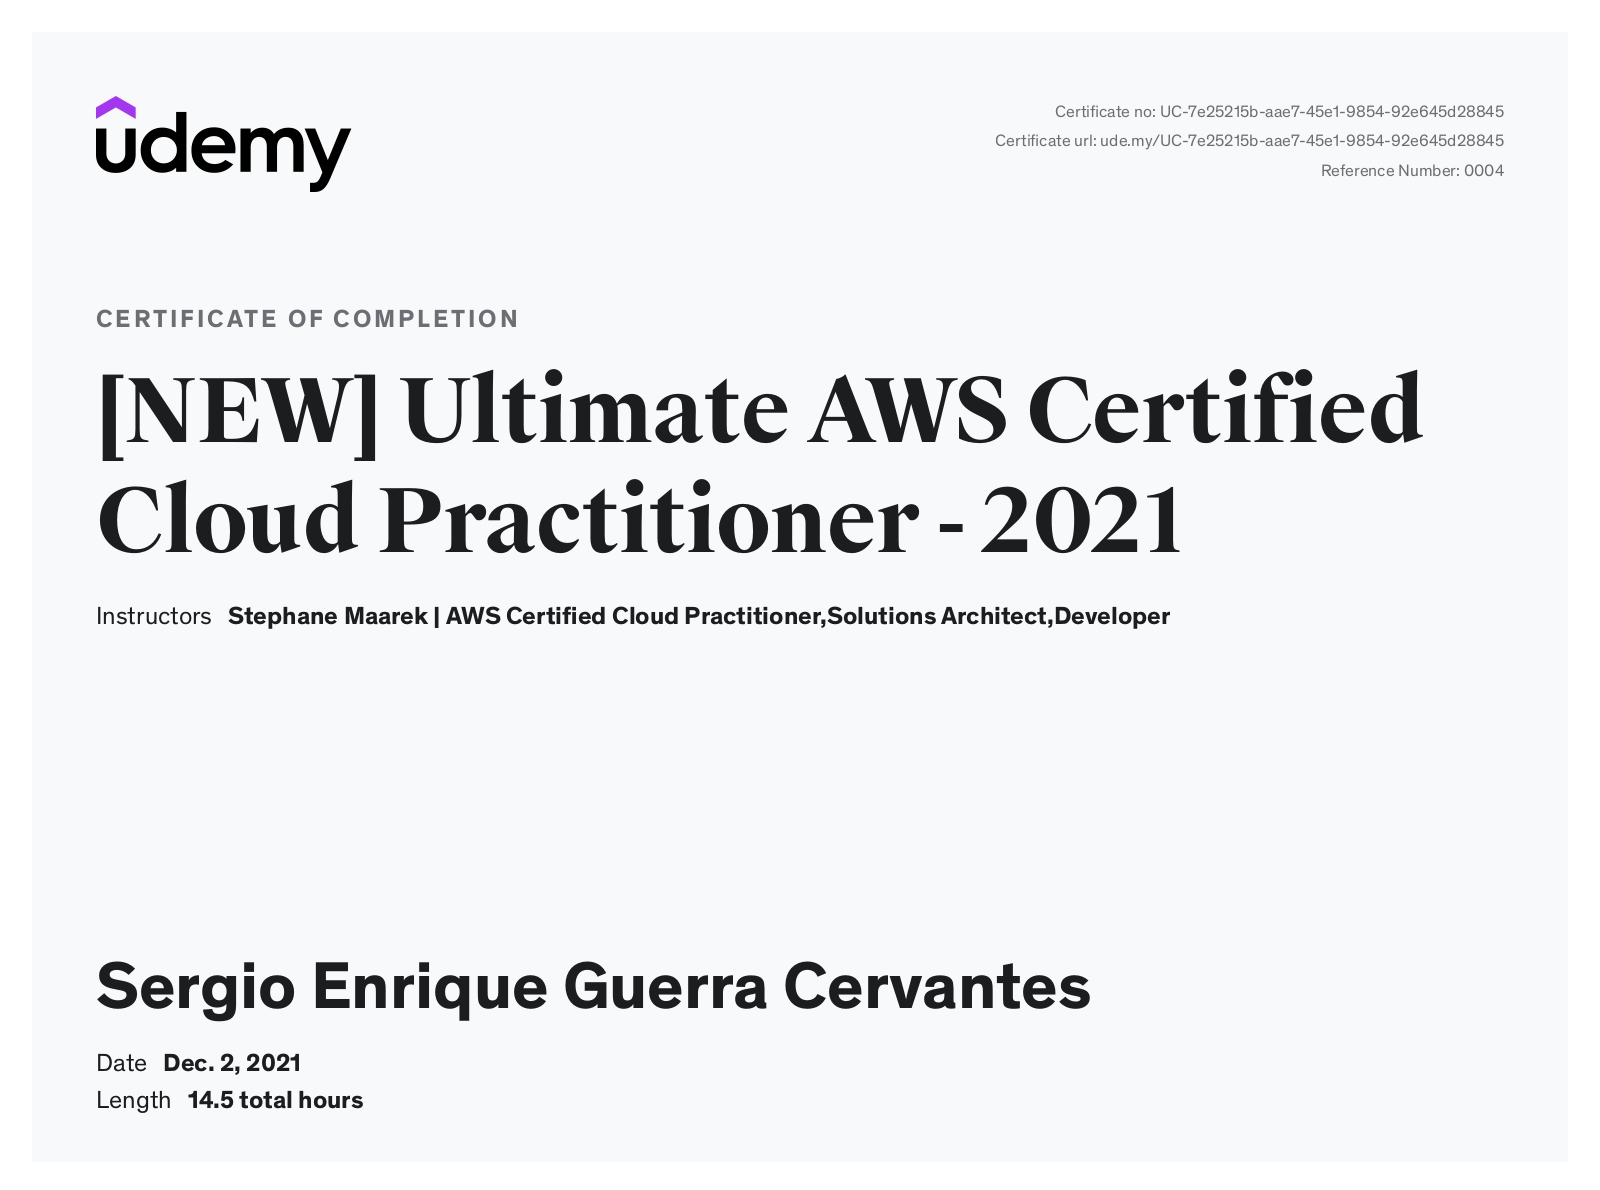 udemy
Certificate no: UC-7e25215b-aae7-45e1-9854-92e645d28845
Certificate url: ude.my/UC-7e25215b-aae7-45e1-9854-92e645d28845
Reference Number: 0004
CERTIFICATE OF COMPLETION
[NEW] Ultimate AWS Certified
Cloud Practitioner - 2021
Instructors Stephane Maarek | AWS Certified Cloud Practitioner,Solutions Architect,Developer
Sergio Enrique Guerra Cervantes
Date Dec. 2, 2021
Length 14.5 total hours